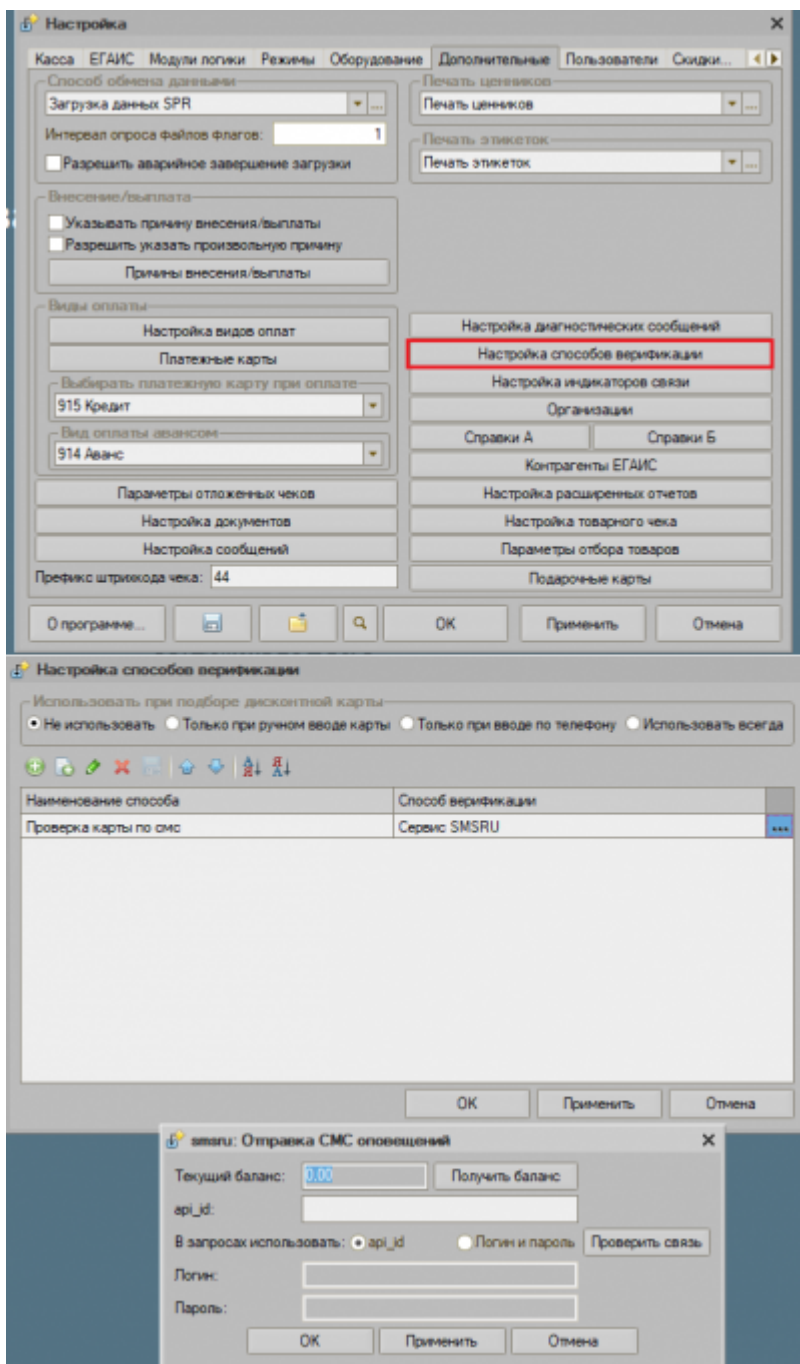 Настройка
Касса ЕГАИС Модули логики Режимы Оборудование Дополнительные Пользователи Скидки...
Способ обмена данными
Загрузка данных SPR
Интервал опроса файлов флагов: 1
Разрешить аварийное завершение загрузки
Печать ценников
Печать ценников
Печать этикеток
Печать этикеток
Внесение/выплата
Указывать причину внесения/выплаты
Разрешить указать произвольную причину
Причины внесения/выплаты
Виды оплаты
Настройка видов оплат
Платежные карты
Выбирать платежную карту при оплате
915 Кредит
Вид оплаты авансом
914 Аванс
Параметры отложенных чеков
Настройка документов
Настройка сообщений
Префикс штрихкода чека: 44
Настройка диагностических сообщений
Настройка способов верификации
Настройка индикаторов связи
Организации
Справки А Справки Б
Контрагенты ЕГАИС
Настройка расширенных отчетов
Настройка товарного чека
Параметры отбора товаров
Подарочные карты
О программе... ОК Применить Отмена
Настройка способов верификации
Использовать при подборе дисконтной карты
Не использовать Только при ручном вводе карты Только при вводе по телефону Использовать всегда
Наименование способа Способ верификации
Проверка карты по смс Сервис SMSRU ...
ОК Применить Отмена
smsru: Отправка СМС оповещений
Текущий баланс: 0,00 Получить баланс
api_id:
В запросах использовать: api_id Логин и пароль Проверить связь
Логин:
Пароль:
ОК Применить Отмена